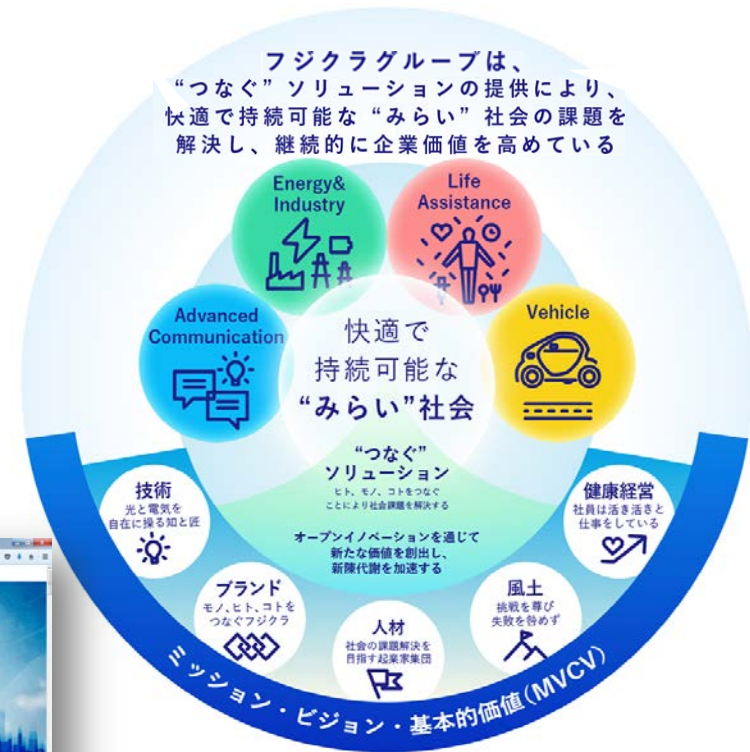 フジクラグループは、
“つなぐ” ソリューションの提供により、
快適で持続可能な “みらい” 社会の課題を
解決し、継続的に企業価値を高めている
Energy&
Industry
Life
Assistance
Advanced
Communication
Vehicle
快適で
持続可能な
“みらい”社会
“つなぐ”
ソリューション
ヒト、モノ、コトをつなぐ
ことにより社会課題を解決する
オープンイノベーションを通じて
新たな価値を創出し、
新陳代謝を加速する
技術
光と電気を
自在に操る知と匠
ブランド
モノ、ヒト、コトを
つなぐフジクラ
人材
社会の課題解決を
目指す起業家集団
風土
挑戦を尊び
失敗を咎めず
健康経営
社員は活き活きと
仕事をしている
ミッション・ビジョン・基本的価値(MVCV)